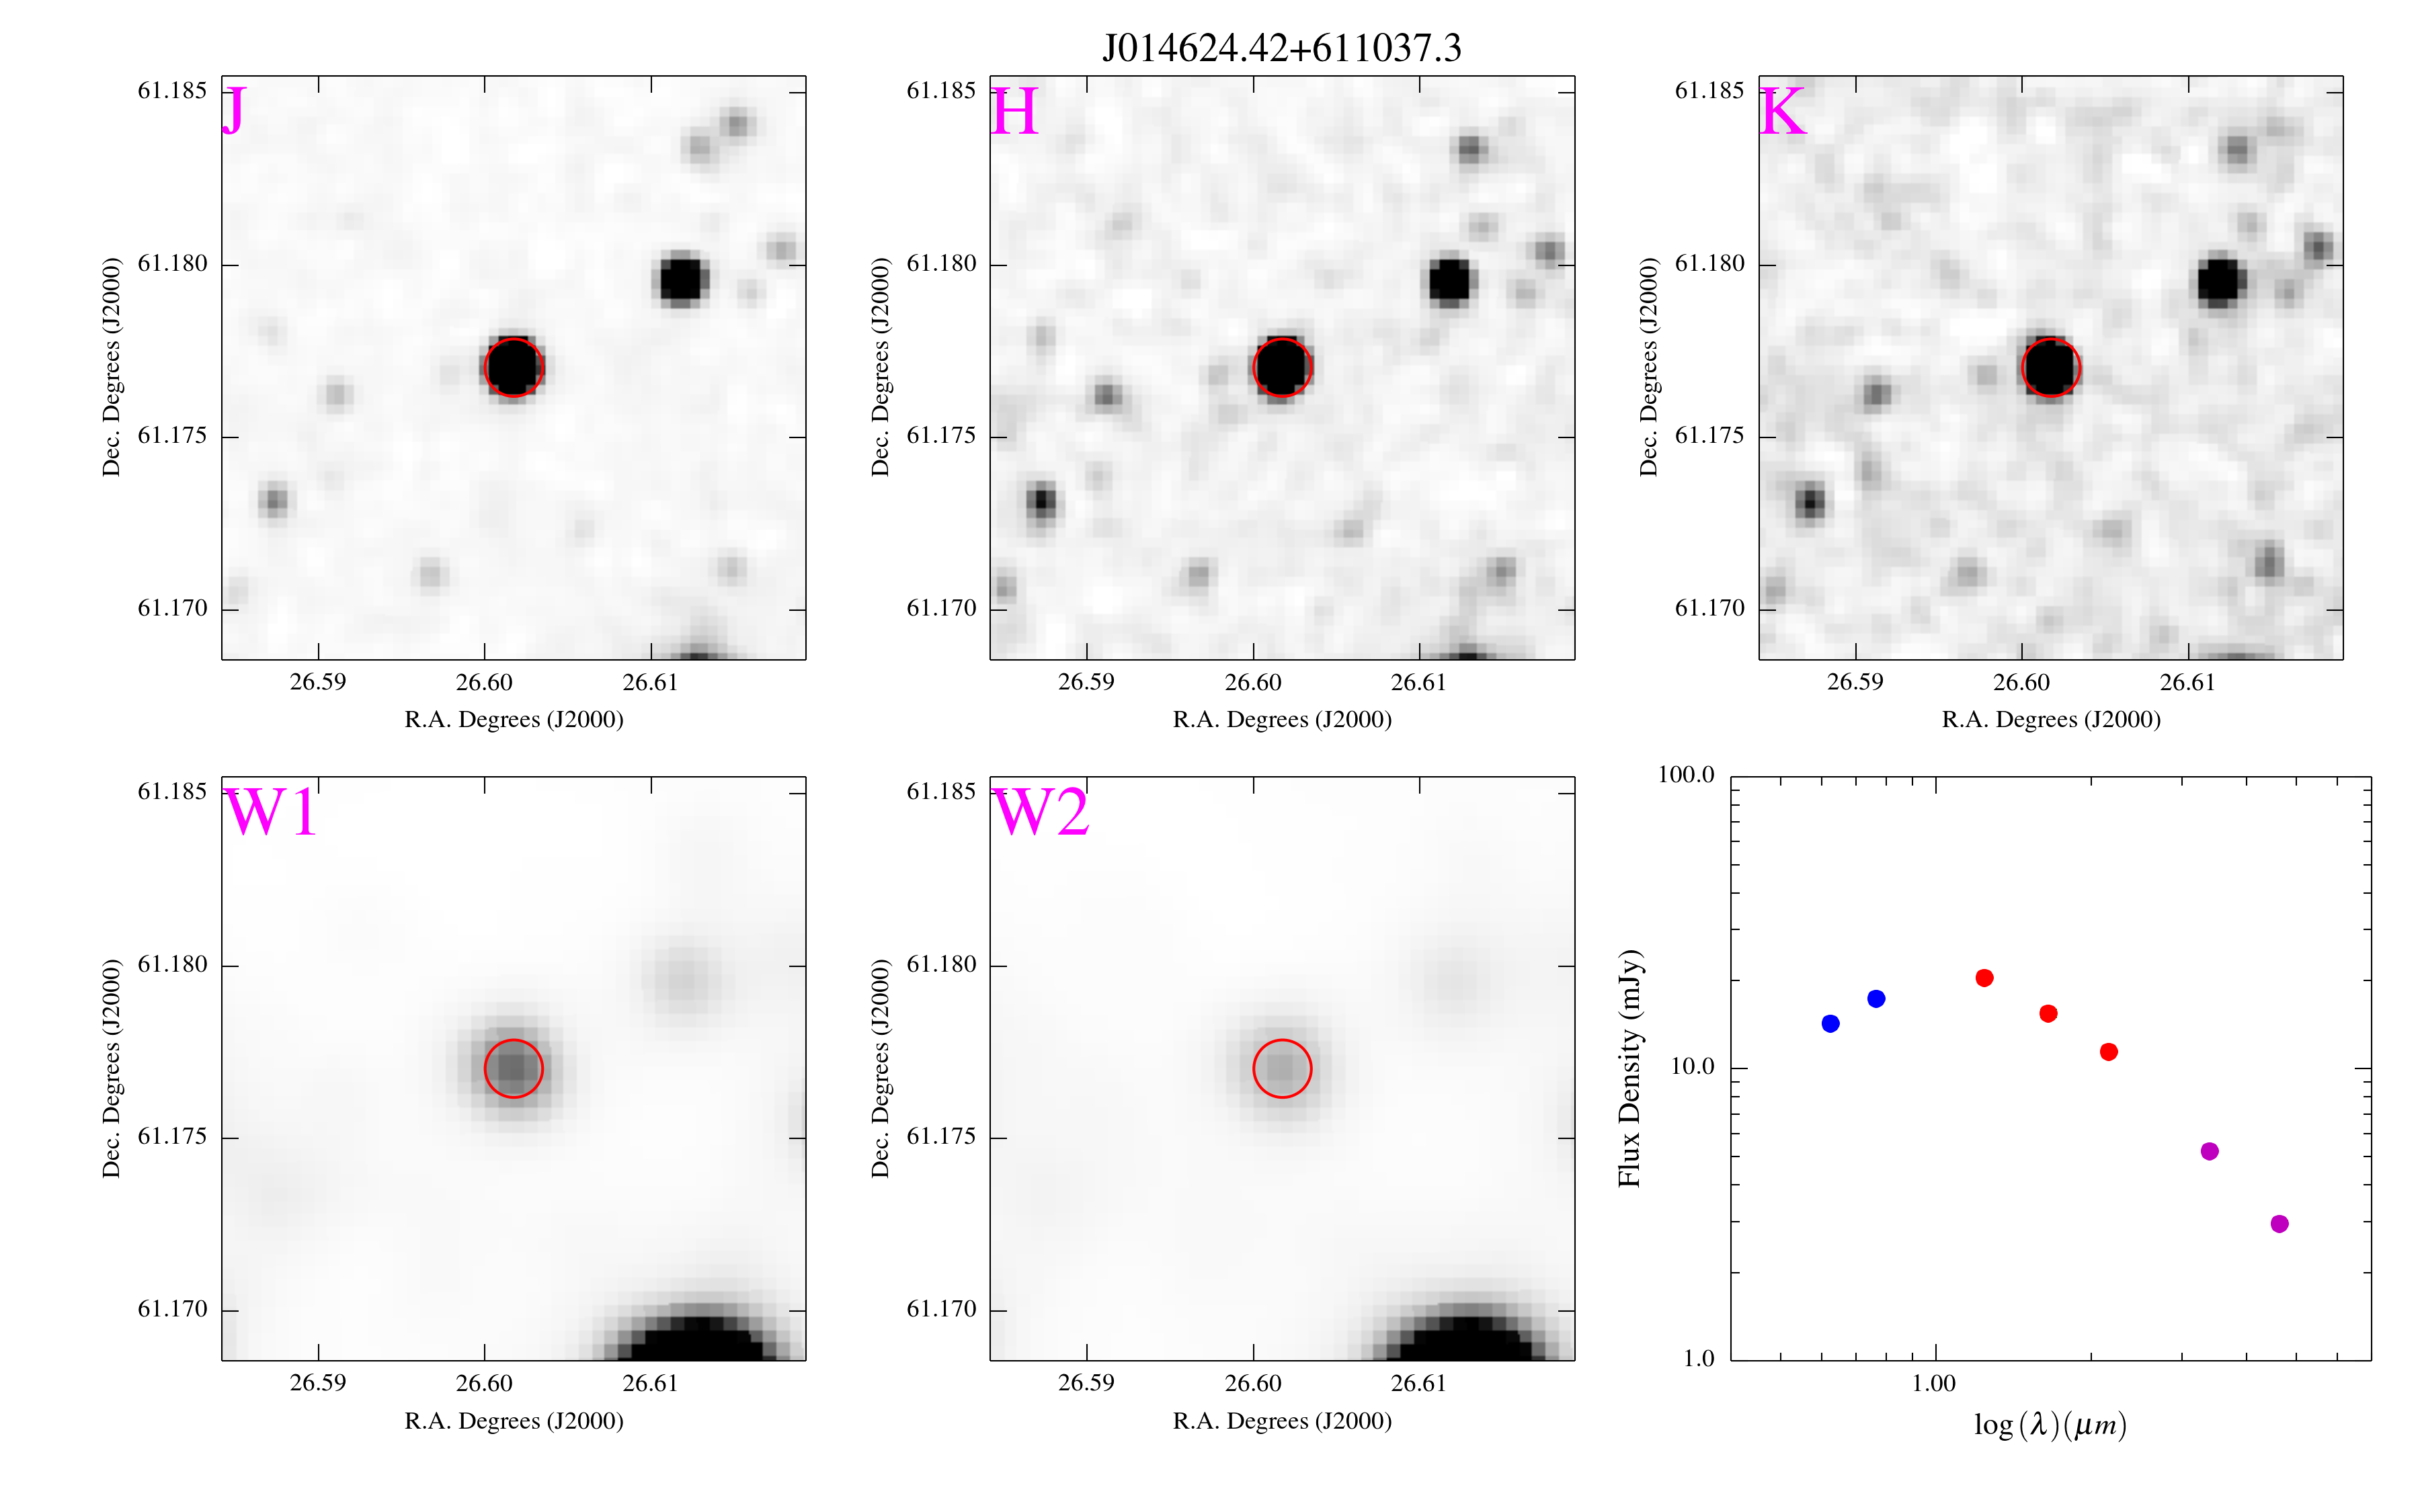 J014624.42+611037.3
J
61.185
61.180
61.175
61.170
Dec. Degrees (J2000)
26.59 26.60 26.61
R.A. Degrees (J2000)
H
61.185
61.180
61.175
61.170
Dec. Degrees (J2000)
26.59 26.60 26.61
R.A. Degrees (J2000)
K
61.185
61.180
61.175
61.170
Dec. Degrees (J2000)
26.59 26.60 26.61
R.A. Degrees (J2000)
W1
61.185
61.180
61.175
61.170
Dec. Degrees (J2000)
26.59 26.60 26.61
R.A. Degrees (J2000)
W2
61.185
61.180
61.175
61.170
Dec. Degrees (J2000)
26.59 26.60 26.61
R.A. Degrees (J2000)
100.0
10.0
1.0
Flux Density (mJy)
1.00
log(λ)(μm)